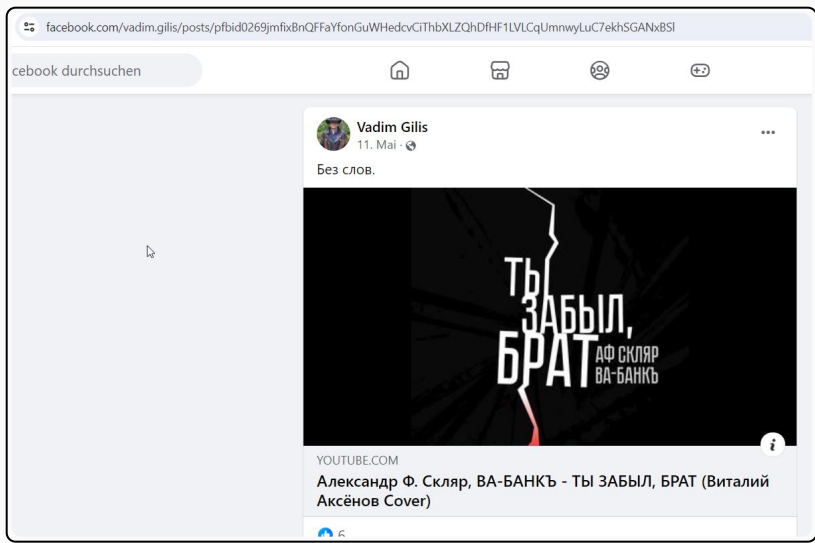 facebook.com/vadim.gilis/posts/pfbid0269jmfixBnQFFaYfonGuWHedcvCiThbXLZQhDfHF1LVLCqUmnwyLuC7ekhSGANxBSl
cebook durchsuchen
Vadim Gilis
11. Mai ·
Без слов.
ТЫ
ЗАБЫЛ,
БРАТ
АФ СКЛЯР
ВА-БАНКЪ
YOUTUBE.COM
Александр Ф. Скляр, ВА-БАНКЪ - ТЫ ЗАБЫЛ, БРАТ (Виталий
Аксёнов Cover)
6